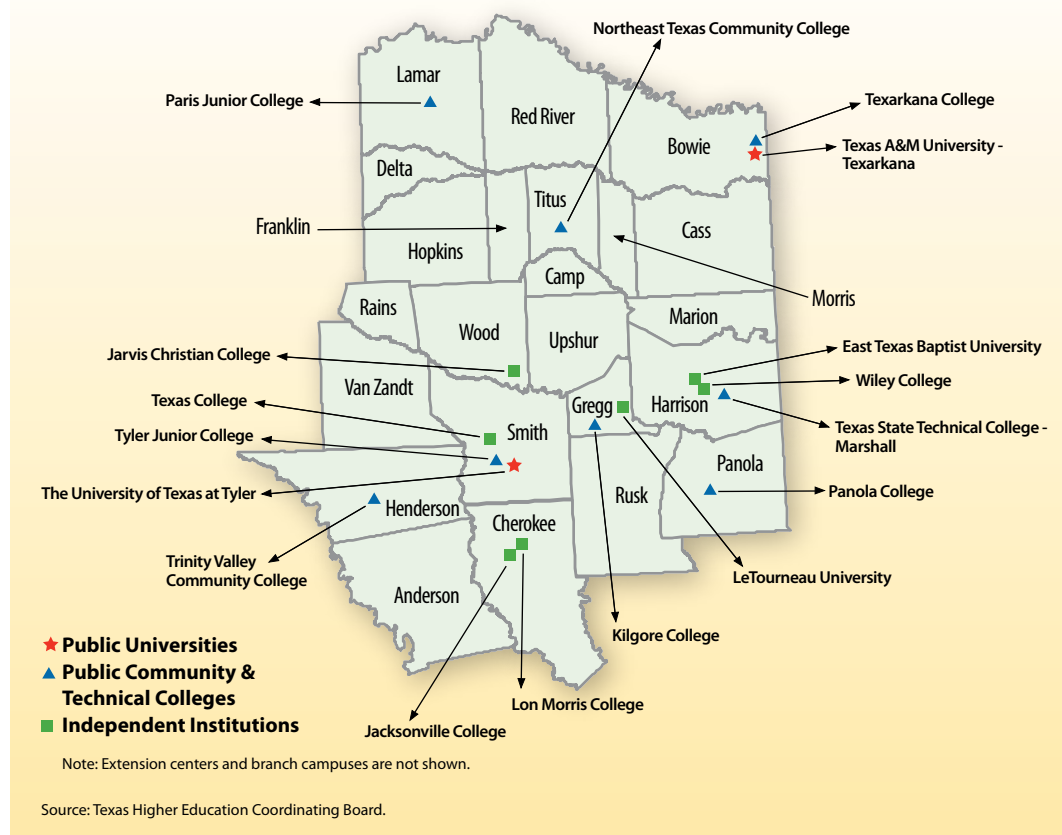 Northeast Texas Community College
Lamar
Paris Junior College
Red River
Texarkana College
Bowie
Texas A&M University -
Texarkana
Delta
Titus
Franklin
Cass
Hopkins
Camp
Morris
Rains
Marion
Wood
Upshur
Jarvis Christian College
East Texas Baptist University
Van Zandt
Wiley College
Texas College
Gregg
Harrison
Smith
Tyler Junior College
Texas State Technical College -
Marshall
Panola
The University of Texas at Tyler
Henderson
Rusk
Panola College
Cherokee
Trinity Valley
Community College
LeTourneau University
Anderson
Kilgore College
Public Universities
Public Community &
Technical Colleges
Lon Morris College
Independent Institutions
Jacksonville College
Note: Extension centers and branch campuses are not shown.
Source: Texas Higher Education Coordinating Board.